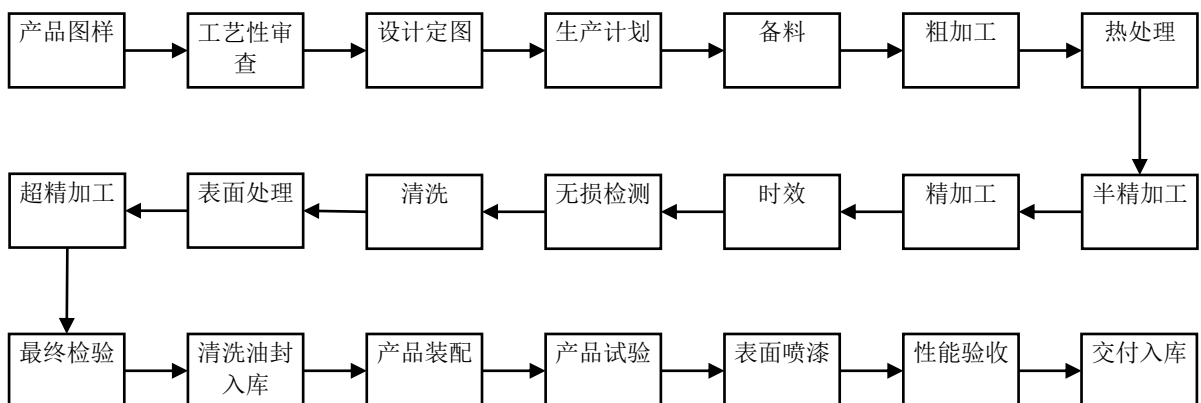 产品图样
工艺性审
查
设计定图
生产计划
备料
粗加工
热处理
超精加工
表面处理
清洗
无损检测
时效
精加工
半精加工
最终检验
清洗油封
入库
产品装配
产品试验
表面喷漆
性能验收
交付入库